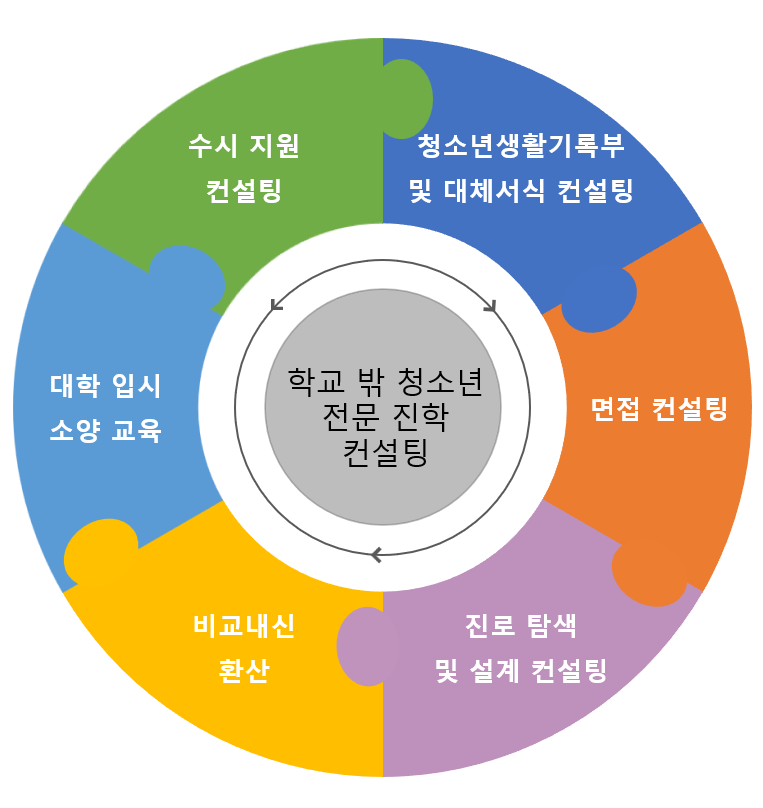 수시 지원
컨설팅
청소년생활기록부
및 대체서식 컨설팅
대학 입시
소양 교육
학교 밖 청소년
전문 진학
컨설팅
면접 컨설팅
비교내신
환산
진로 탐색
및 설계 컨설팅